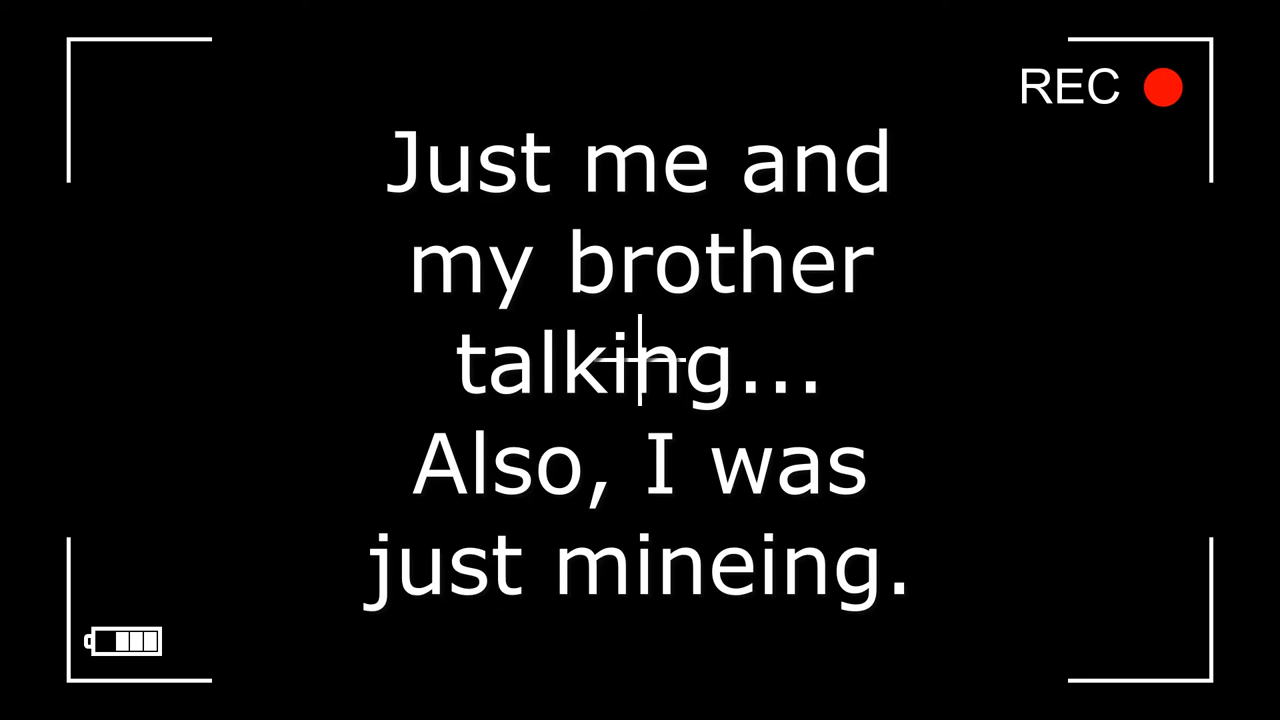 REC
Just me and
my brother
talking...
Also, I was
just mineing.